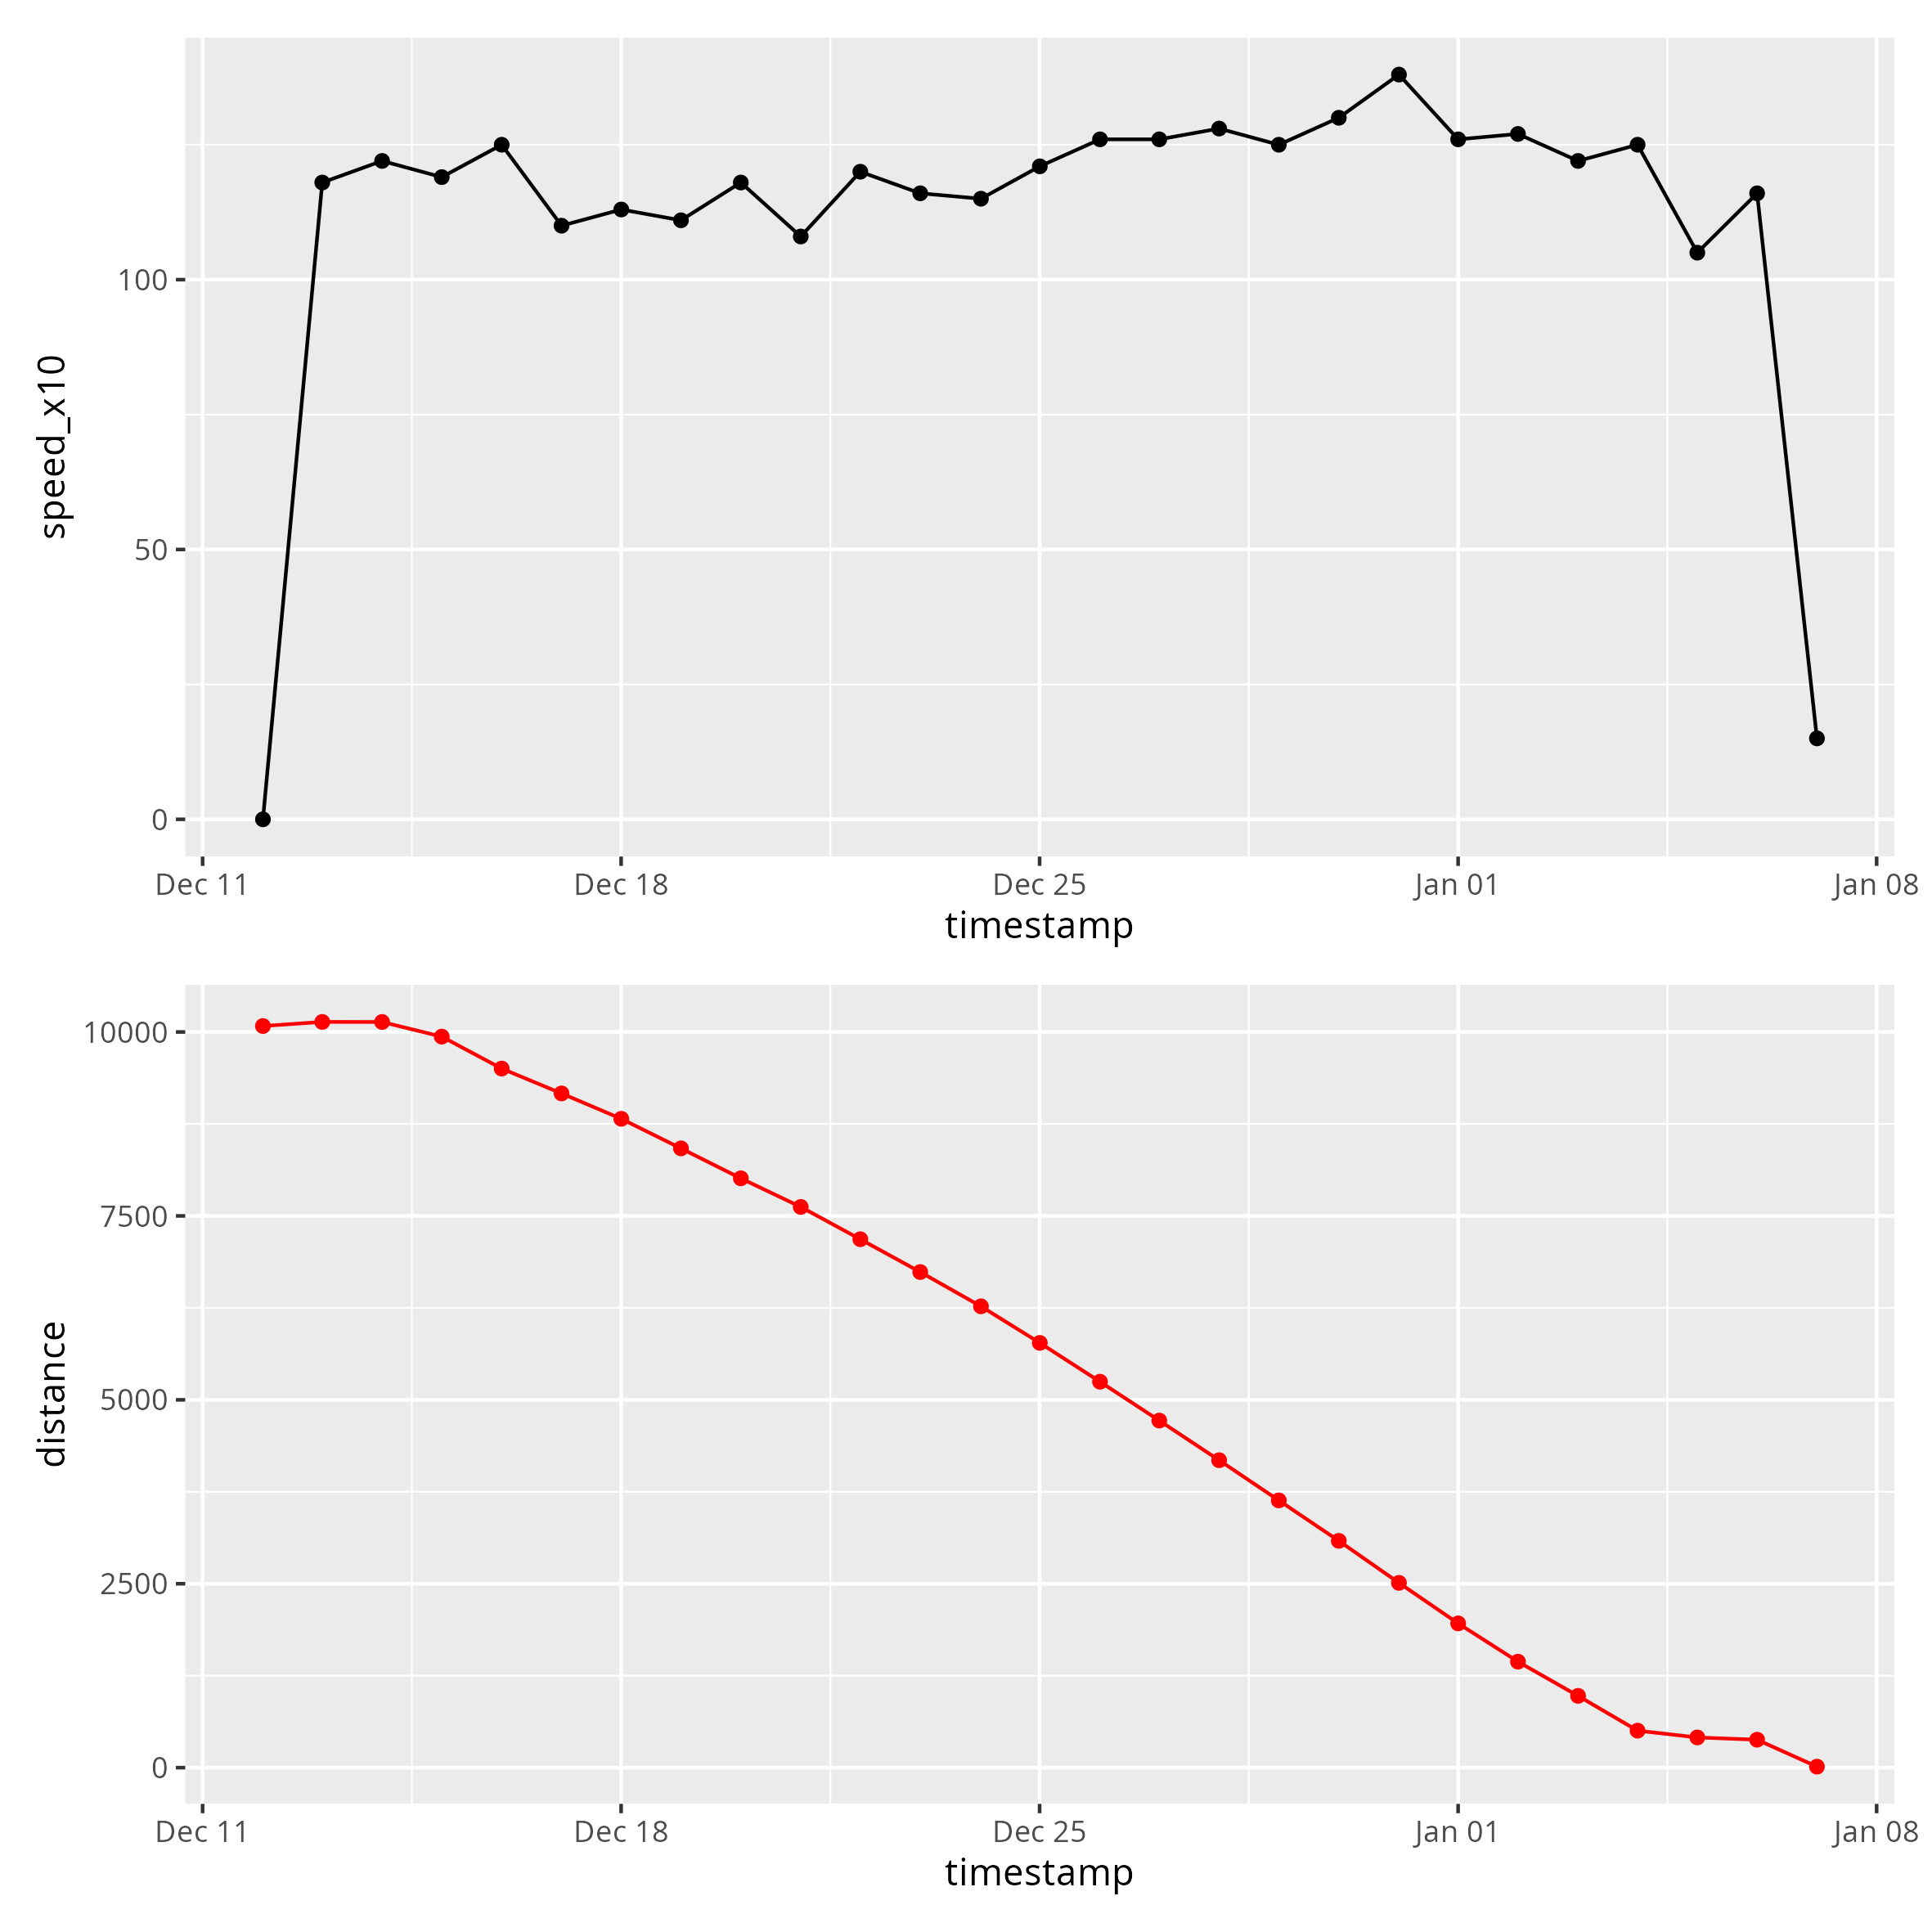 speed_x10
100
50
0
Dec 11 Dec 18 Dec 25 Jan 01 Jan 08
timestamp
distance
10000
7500
5000
2500
0
Dec 11 Dec 18 Dec 25 Jan 01 Jan 08
timestamp